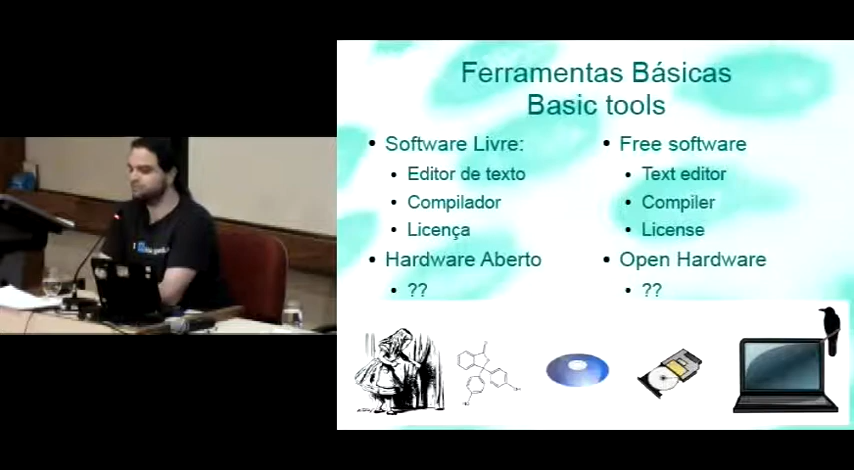 Ferramentas Básicas
Basic tools
• Software Livre:
• Editor de texto
• Compilador
• Licença
• Hardware Aberto
• ??
• Free software
• Text editor
• Compiler
• License
• Open Hardware
• ??